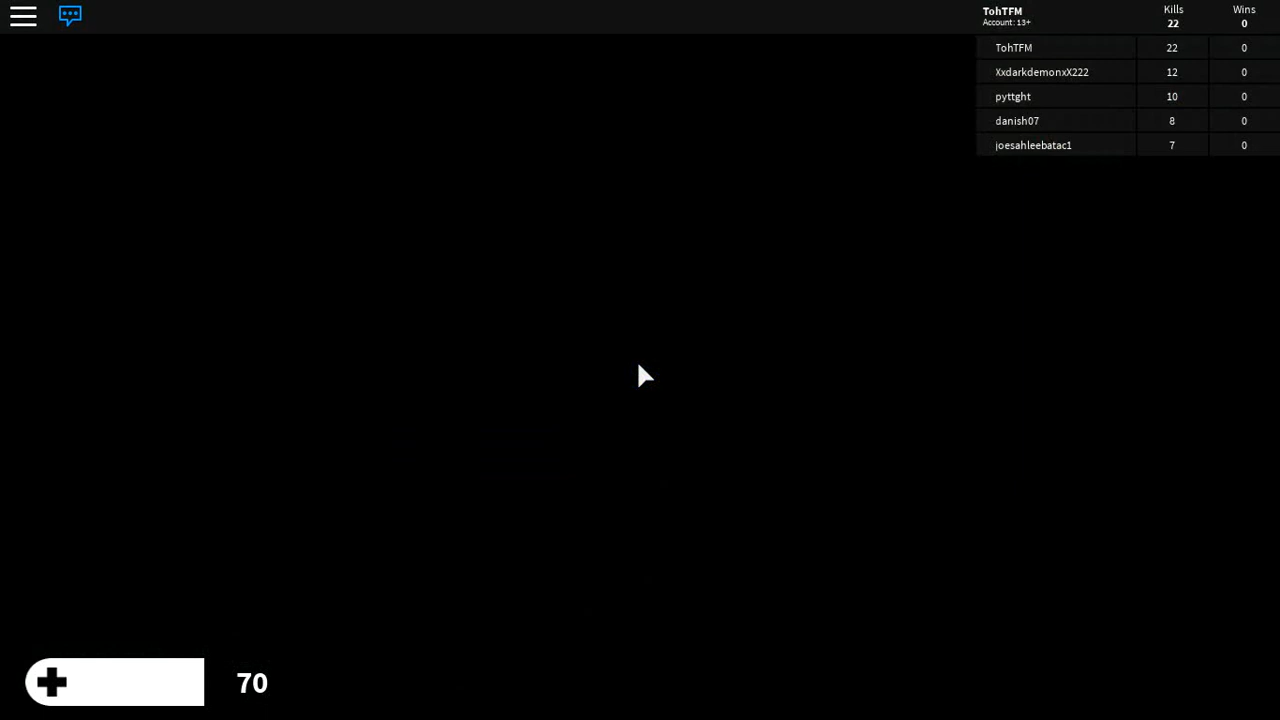 TohTFM Kills Wins
Account: 13+ 22 0
TohTFM 22 0
XxdarkdemonxX222 12 0
pyttght 10 0
danish07 8 0
joesahleebatac1 7 0
70